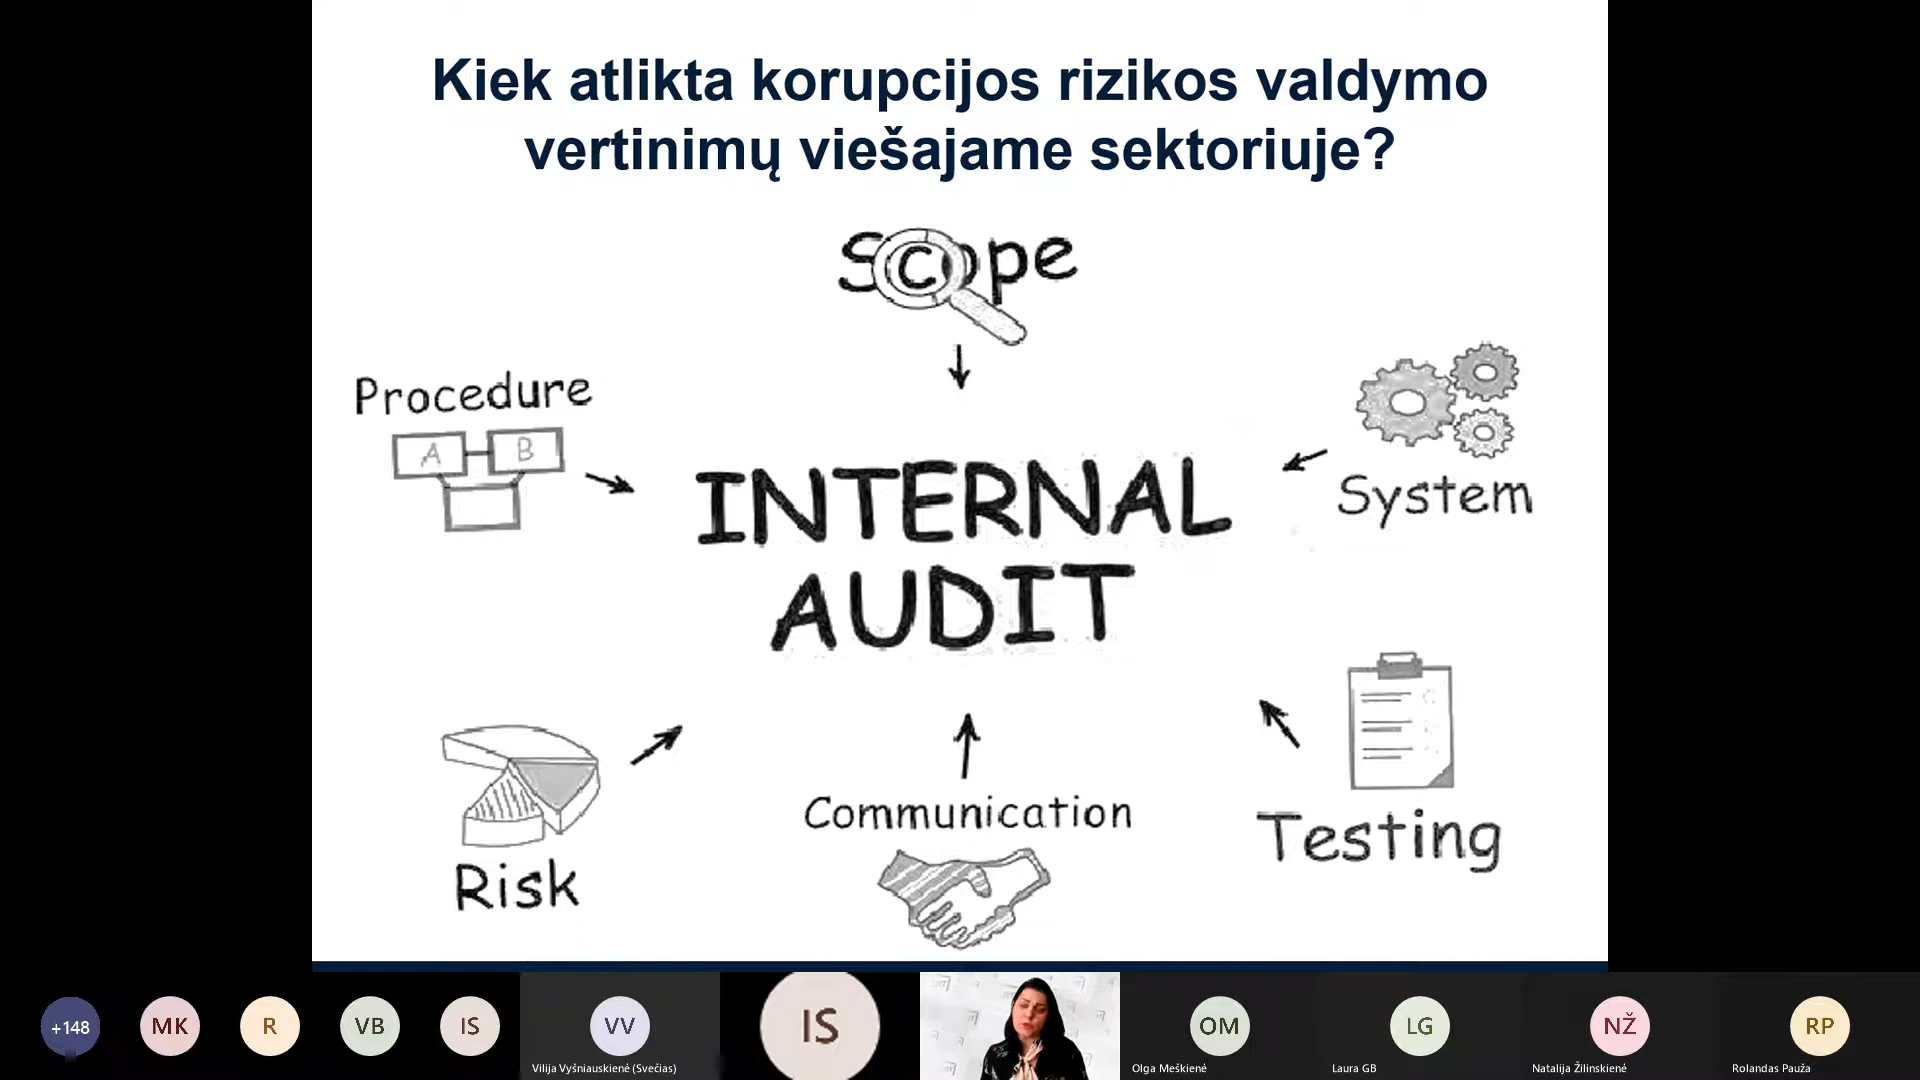 Kiek atlikta korupcijos rizikos valdymo
vertinimų viešajame sektoriuje?
Scope
Procedure
A B
System
INTERNAL
AUDIT
Risk
Communication
Testing
+148
MK
R
VB
IS
VV
Vilija Vyšniauskienė (Svečias)
IS
OM
Olga Meškienė
LG
Laura GB
NŽ
Natalija Žilinskienė
RP
Rolandas Pauža